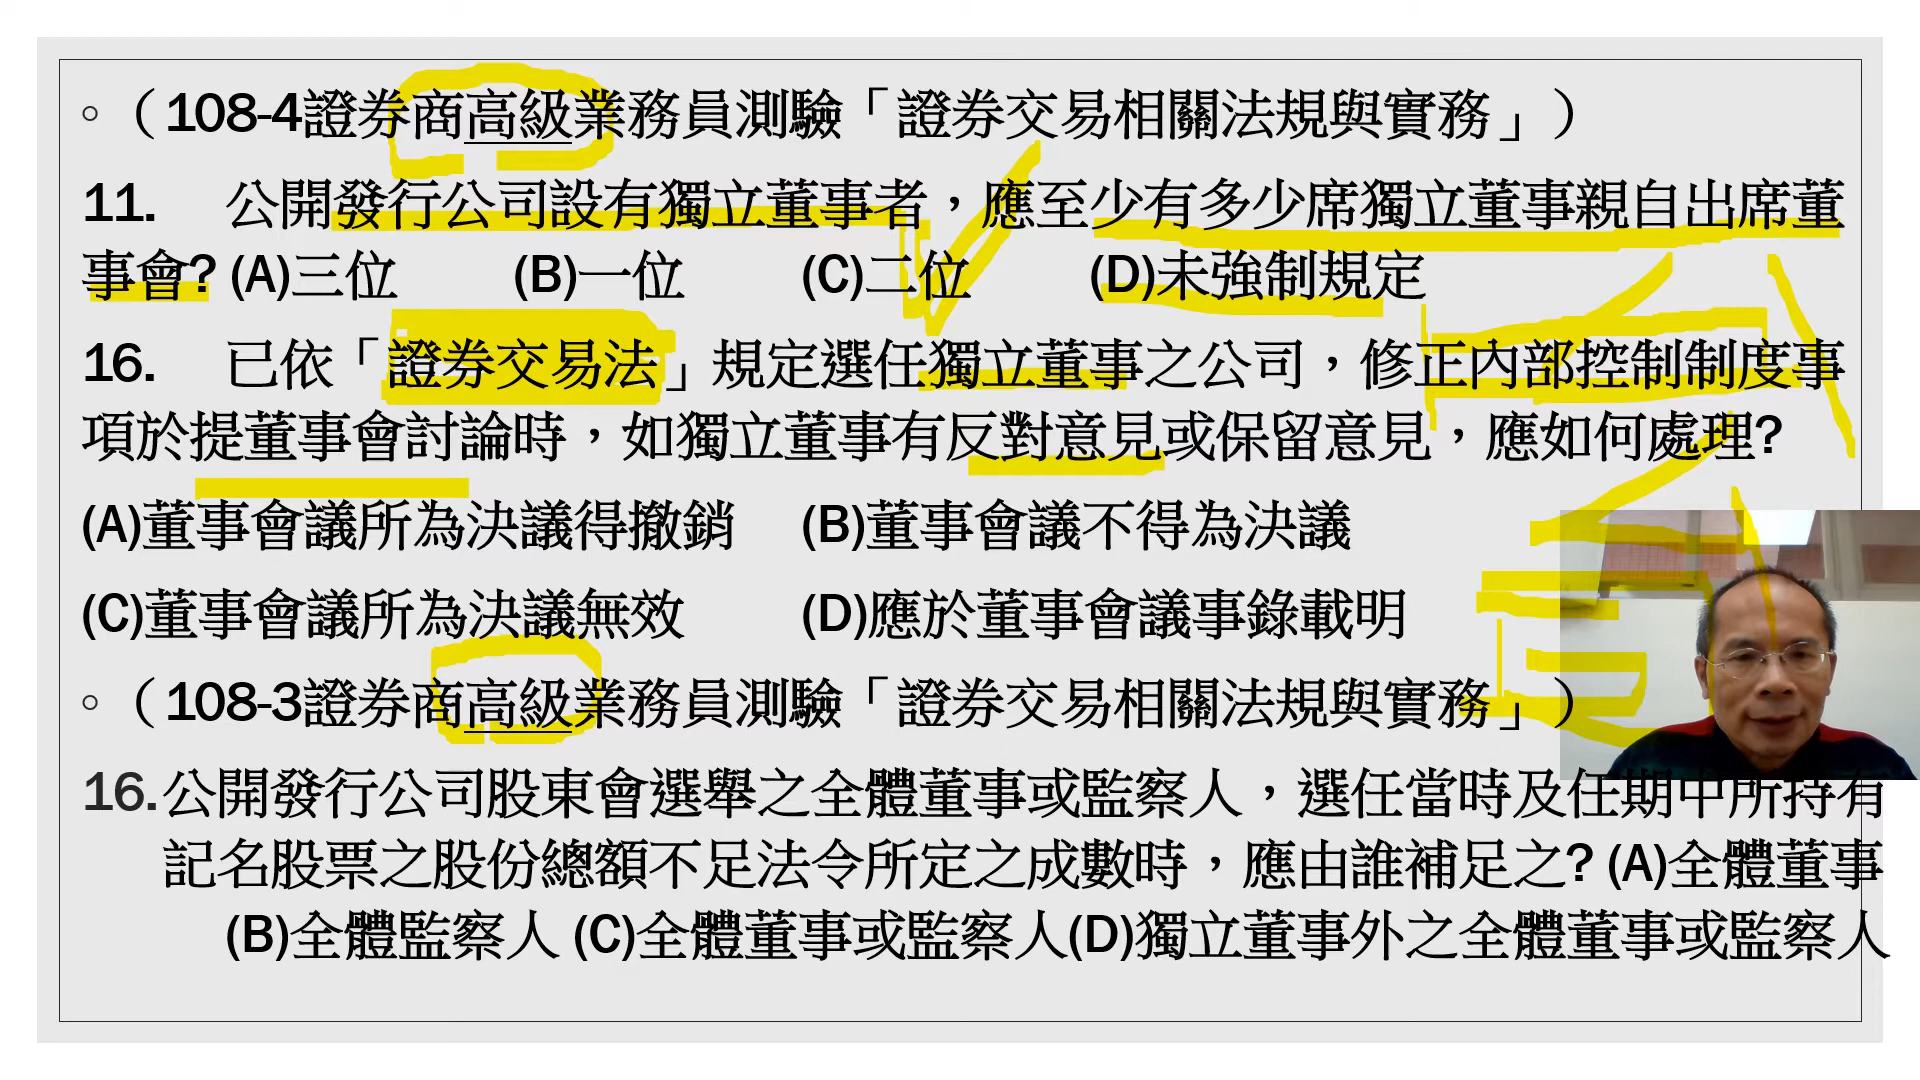 。（108-4證券商高級業務員測驗「證券交易相關法規與實務」）
11. 公開發行公司設有獨立董事者，應至少有多少席獨立董事親自出席董
事會? (A)三位 (B)一位 (C)二位 (D)未強制規定
16. 已依「證券交易法」規定選任獨立董事之公司，修正內部控制制度事
項於提董事會討論時，如獨立董事有反對意見或保留意見，應如何處理?
(A)董事會議所為決議得撤銷 (B)董事會議不得為決議
(C)董事會議所為決議無效 (D)應於董事會議事錄載明
。（108-3證券商高級業務員測驗「證券交易相關法規與實務」）
16. 公開發行公司股東會選舉之全體董事或監察人，選任當時及任期中所持有
記名股票之股份總額不足法令所定之成數時，應由誰補足之? (A)全體董事
(B)全體監察人 (C)全體董事或監察人(D)獨立董事外之全體董事或監察人